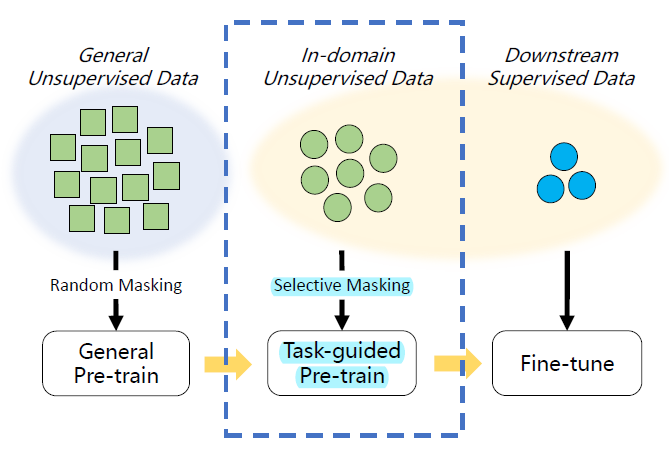 General
Unsupervised Data
In-domain
Unsupervised Data
Downstream
Supervised Data
Random Masking
Selective Masking
General
Pre-train
Task-guided
Pre-train
Fine-tune